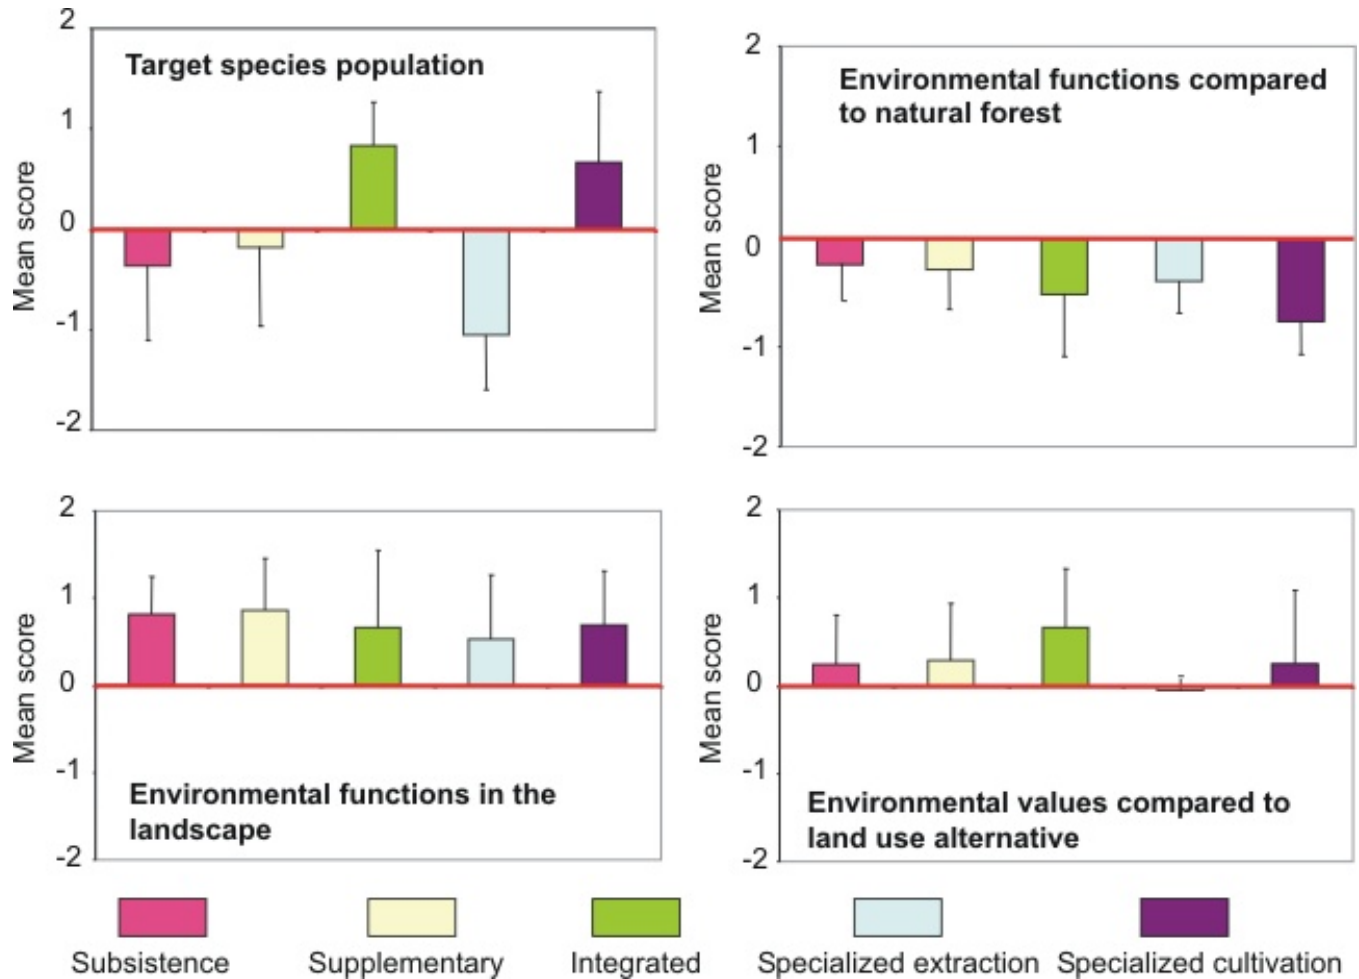 2
Target species population
1
0
-1
-2
Mean score
2
Environmental functions compared
to natural forest
1
0
-1
-2
Mean score
2
1
0
-1
Environmental functions in the
landscape
-2
Mean score
2
1
0
-1
Environmental values compared to
land use alternative
-2
Mean score
Subsistence
Supplementary
Integrated
Specialized extraction
Specialized cultivation